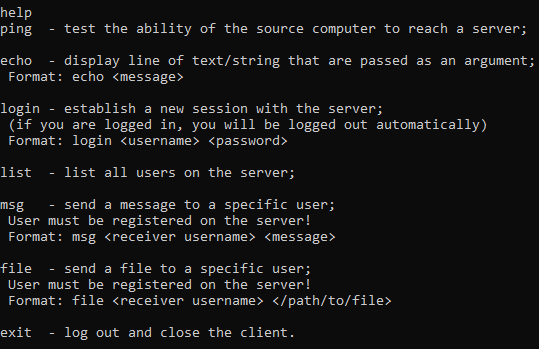 help
ping  - test the ability of the source computer to reach a server;
echo  - display line of text/string that are passed as an argument;
Format: echo <message>
login - establish a new session with the server;
(if you are logged in, you will be logged out automatically)
Format: login <username> <password>
list  - list all users on the server;
msg   - send a message to a specific user;
User must be registered on the server!
Format: msg <receiver username> <message>
file  - send a file to a specific user;
User must be registered on the server!
Format: file <receiver username> </path/to/file>
exit  - log out and close the client.